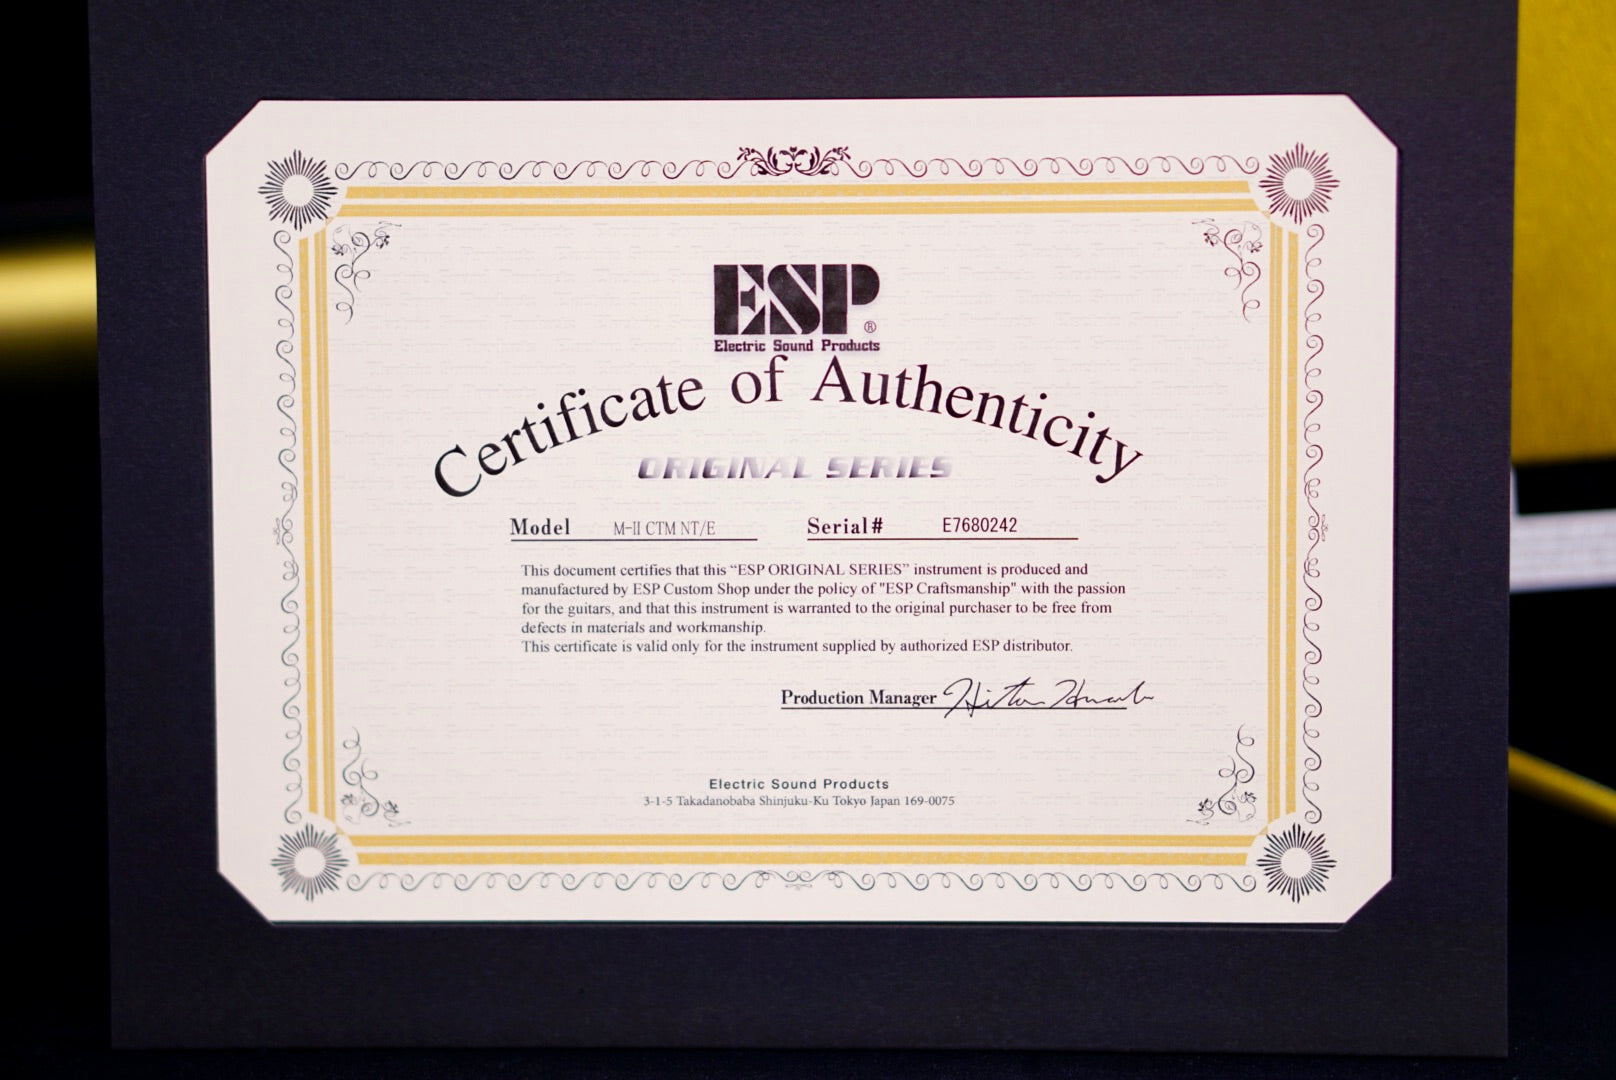 ESP®
Electric Sound Products
Certificate of Authenticity
ORIGINAL SERIES
Model M-II CTM NT/E Serial# E7680242
This document certifies that this “ESP ORIGINAL SERIES” instrument is produced and
manufactured by ESP Custom Shop under the policy of "ESP Craftsmanship" with the passion
for the guitars, and that this instrument is warranted to the original purchaser to be free from
defects in materials and workmanship.
This certificate is valid only for the instrument supplied by authorized ESP distributor.
Production Manager
Electric Sound Products
3-1-5 Takadanobaba Shinjuku-Ku Tokyo Japan 169-0075